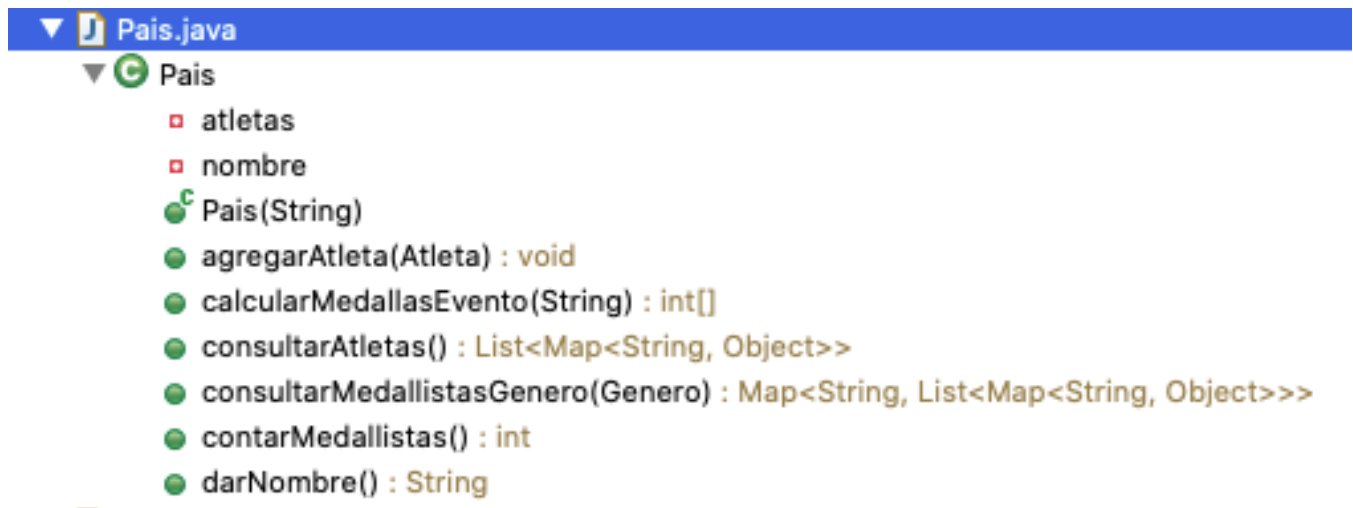 Pais.java
Pais
atletas
nombre
Pais(String)
agregarAtleta(Atleta) : void
calcularMedallasEvento(String) : int[]
consultarAtletas() : List<Map<String, Object>>
consultarMedallistasGenero(Genero) : Map<String, List<Map<String, Object>>>
contarMedallistas() : int
darNombre() : String